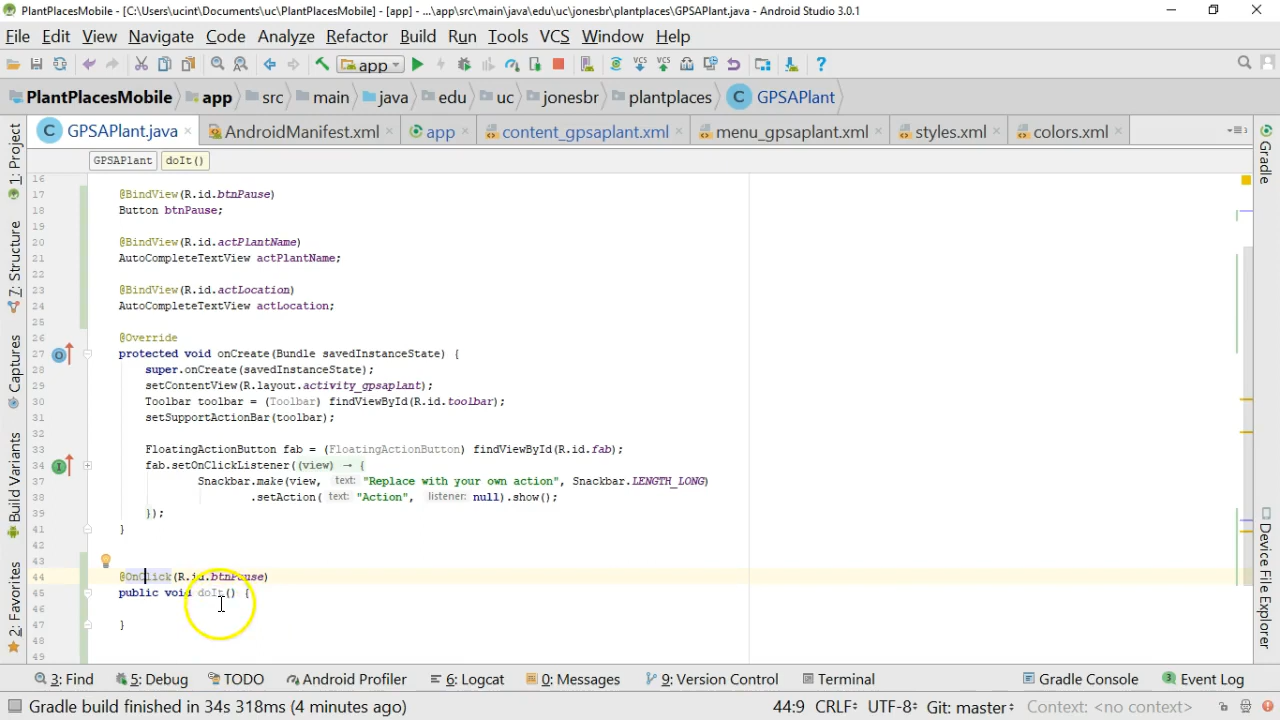 PlantPlacesMobile - [C:\Users\ucint\Documents\uc\PlantPlacesMobile] - [app] - ...\app\src\main\java\edu\uc\jonesbr\plantplaces\GPSAPlant.java - Android Studio 3.0.1
File Edit View Navigate Code Analyze Refactor Build Run Tools VCS Window Help
app
PlantPlacesMobile app src main java edu uc jonesbr plantplaces GPSAPlant
GPSAPlant.java AndroidManifest.xml app content_gpsaplant.xml menu_gpsaplant.xml styles.xml colors.xml
GPSAPlant doIt()
1: Project
Z: Structure
Captures
Build Variants
2: Favorites
Gradle
Device File Explorer
16
17 @BindView(R.id.btnPause)
18 Button btnPause;
19
20 @BindView(R.id.actPlantName)
21 AutoCompleteTextView actPlantName;
22
23 @BindView(R.id.actLocation)
24 AutoCompleteTextView actLocation;
25
26 @Override
27 protected void onCreate(Bundle savedInstanceState) {
28 super.onCreate(savedInstanceState);
29 setContentView(R.layout.activity_gpsaplant);
30 Toolbar toolbar = (Toolbar) findViewById(R.id.toolbar);
31 setSupportActionBar(toolbar);
32
33 FloatingActionButton fab = (FloatingActionButton) findViewById(R.id.fab);
34 fab.setOnClickListener((view) → {
37 Snackbar.make(view, text: "Replace with your own action", Snackbar.LENGTH_LONG)
38 .setAction( text: "Action", listener: null).show();
39 });
41 }
42
43
44 @OnClick(R.id.btnPause)
45 public void doIt() {
46
47 }
48
49
3: Find 5: Debug TODO Android Profiler 6: Logcat 0: Messages 9: Version Control Terminal Gradle Console 3 Event Log
Gradle build finished in 34s 318ms (4 minutes ago) 44:9 CRLF UTF-8 Git: master Context: <no context>